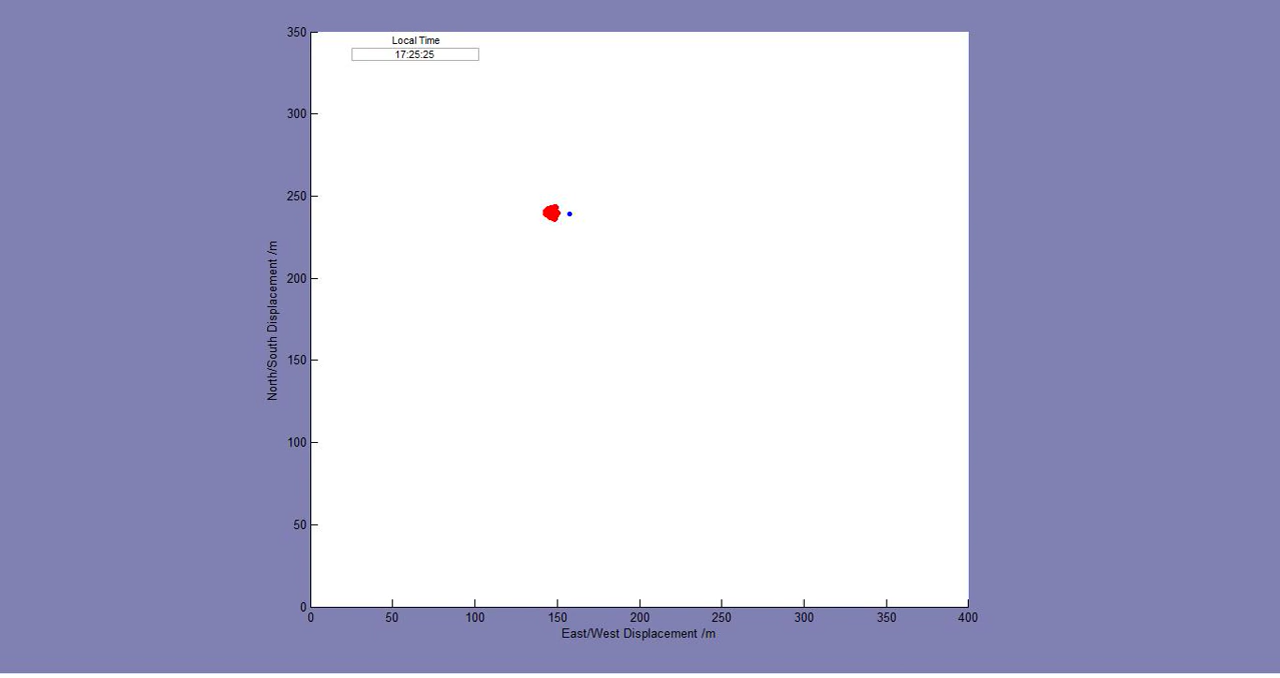 350
Local Time
17:25:25
300
250
200
150
100
50
0
North/South Displacement /m
0 50 100 150 200 250 300 350 400
East/West Displacement /m